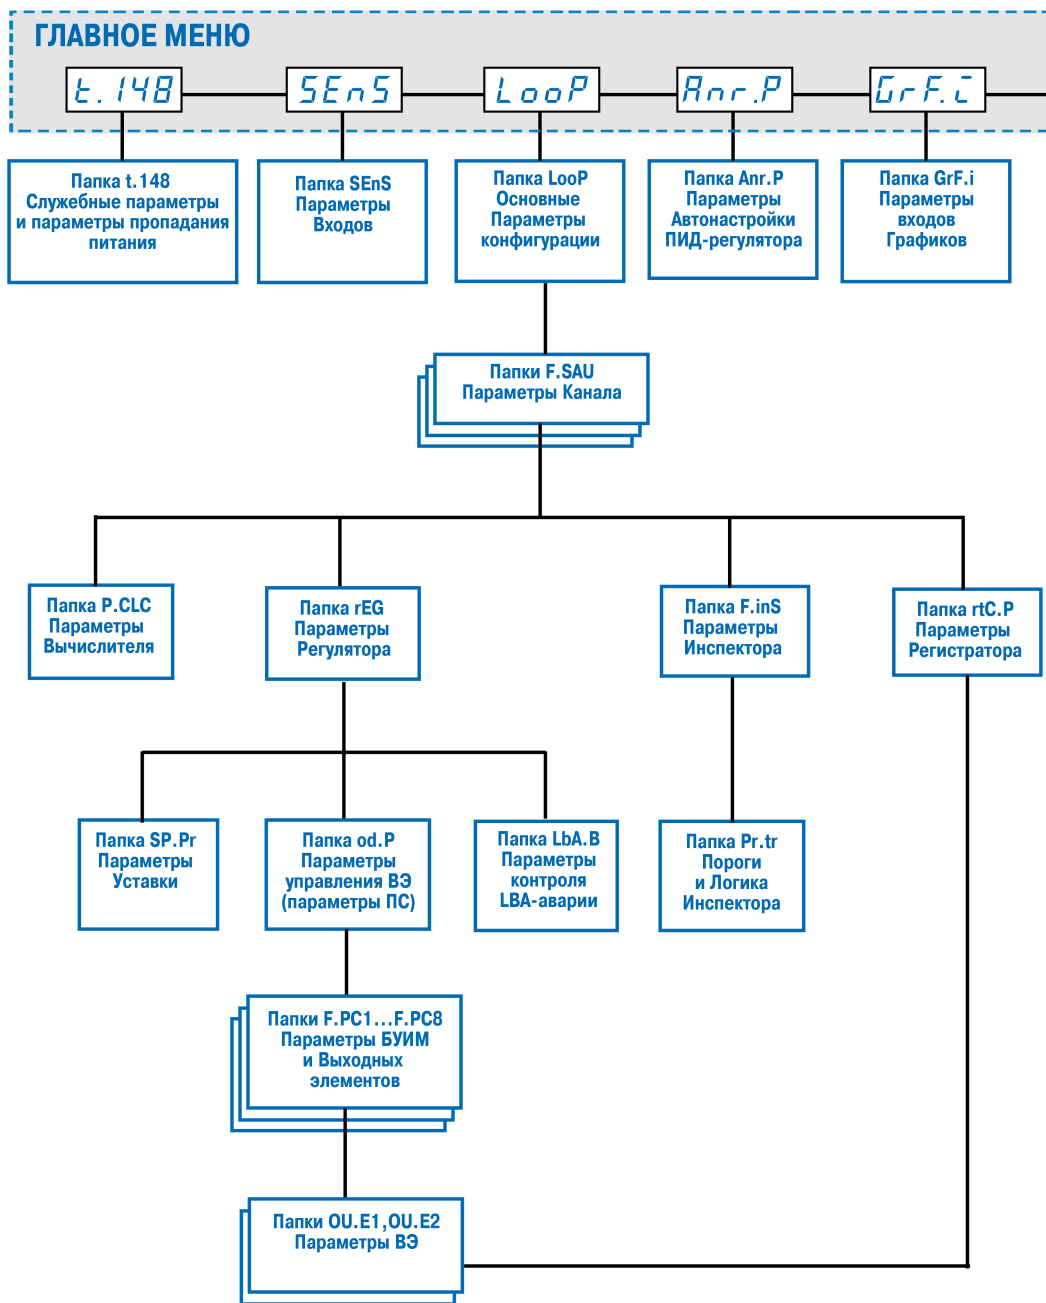 ГЛАВНОЕ МЕНЮ
t.148
SEnS
LooP
Anr.P
GrF.i
Папка t.148
Служебные параметры
и параметры пропадания
питания
Папка SEnS
Параметры
Входов
Папка LooP
Основные
Параметры
конфигурации
Папка Anr.P
Параметры
Автонастройки
ПИД-регулятора
Папка GrF.i
Параметры
входов
Графиков
Папки F.SAU
Параметры Канала
Папка P.CLC
Параметры
Вычислителя
Папка rEG
Параметры
Регулятора
Папка F.inS
Параметры
Инспектора
Папка rtC.P
Параметры
Регистратора
Папка SP.Pr
Параметры
Уставки
Папка od.P
Параметры
управления ВЭ
(параметры ПС)
Папка LbA.B
Параметры
контроля
LBA-аварии
Папка Pr.tr
Пороги
и Логика
Инспектора
Папки F.PC1...F.PC8
Параметры БУИМ
и Выходных
элементов
Папки OU.E1,OU.E2
Параметры ВЭ